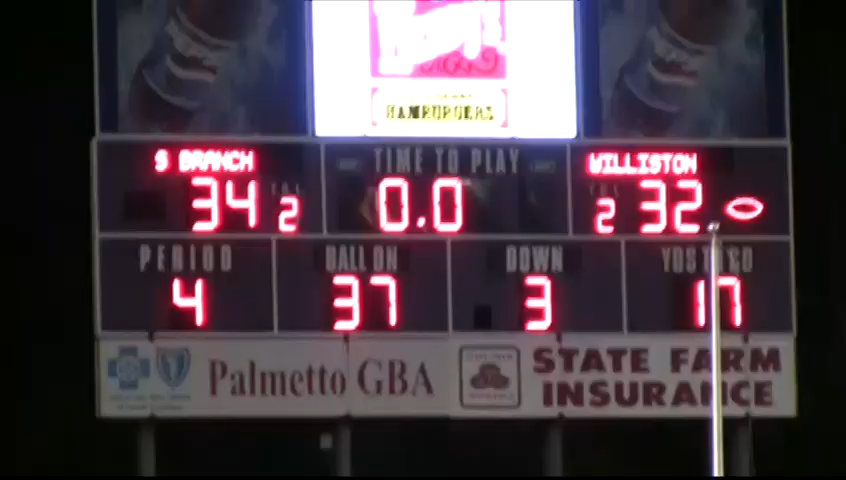 HAMBURGERS
S BRANCH TIME TO PLAY WILLISTON
34 2 0.0 2 32
PERIOD BALL ON DOWN YDS TO GO
4 37 3 17
Palmetto GBA STATE FARM
INSURANCE